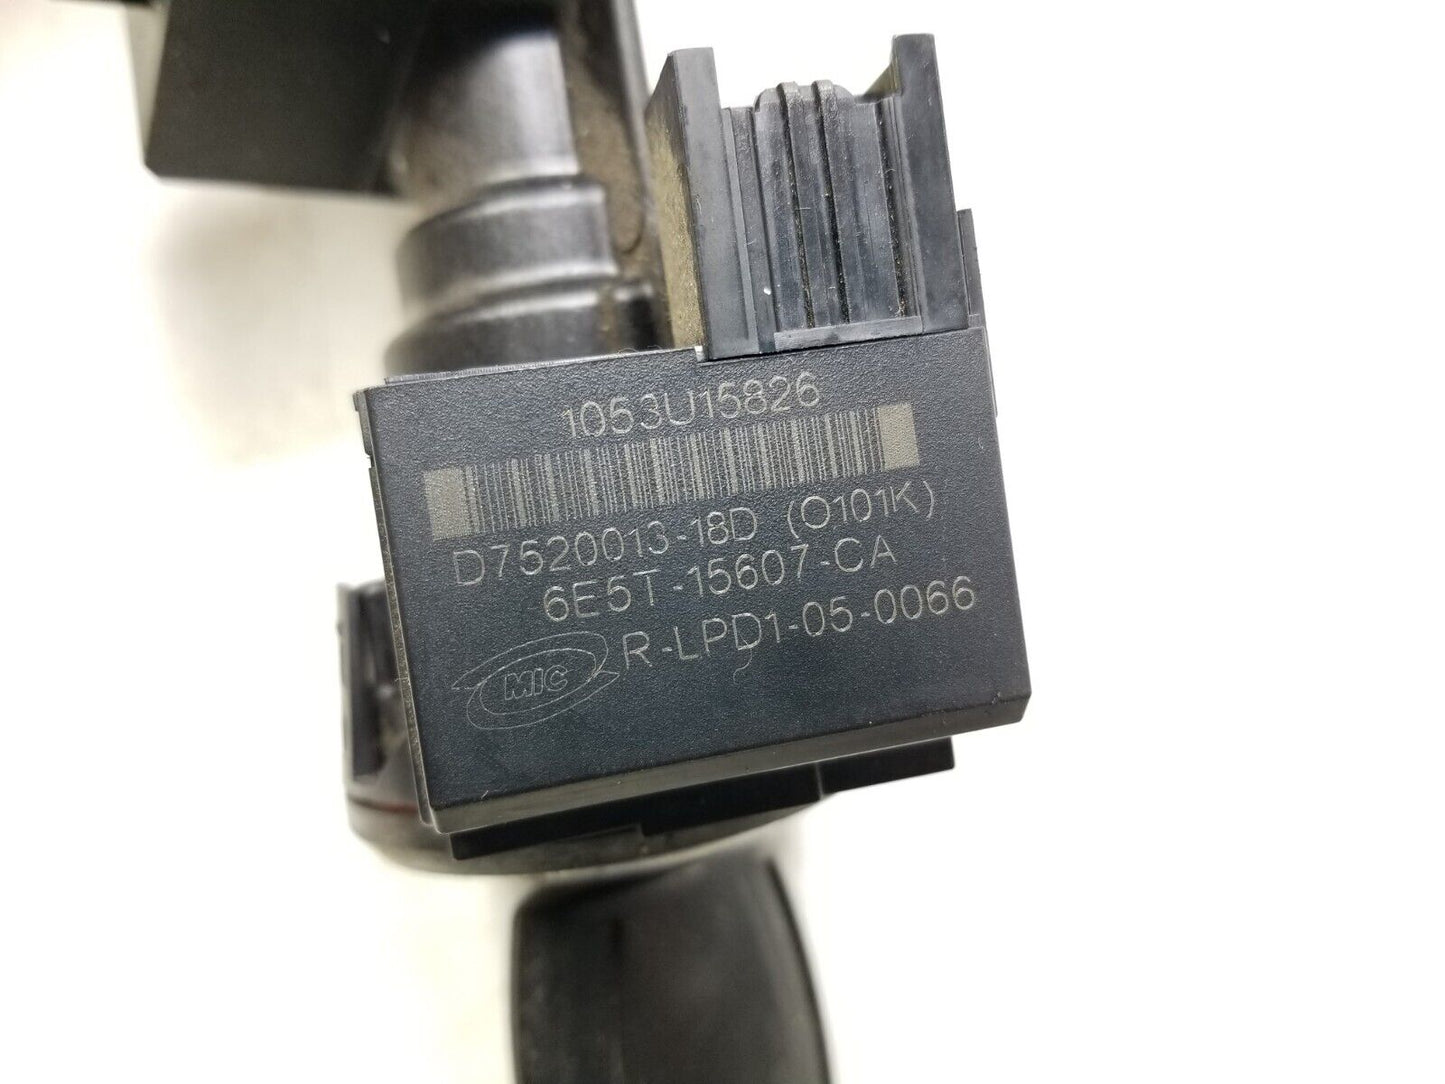 1053U15826
D7520013-18D (O101K)
6E5T-15607-CA
MIC R-LPD1-05-0066